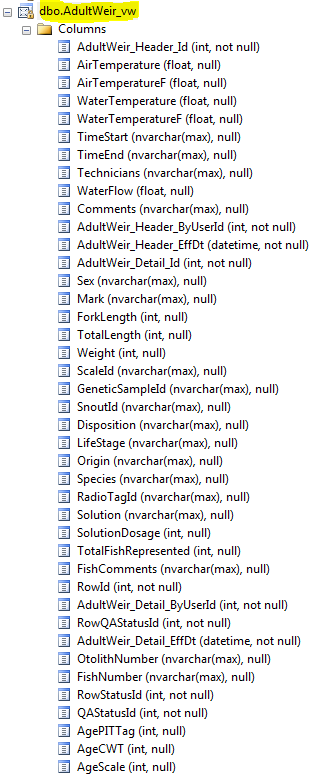 dbo.AdultWeir_vw
Columns
AdultWeir_Header_Id (int, not null)
AirTemperature (float, null)
AirTemperatureF (float, null)
WaterTemperature (float, null)
WaterTemperatureF (float, null)
TimeStart (nvarchar(max), null)
TimeEnd (nvarchar(max), null)
Technicians (nvarchar(max), null)
WaterFlow (float, null)
Comments (nvarchar(max), null)
AdultWeir_Header_ByUserId (int, not null)
AdultWeir_Header_EffDt (datetime, not null)
AdultWeir_Detail_Id (int, not null)
Sex (nvarchar(max), null)
Mark (nvarchar(max), null)
ForkLength (int, null)
TotalLength (int, null)
Weight (int, null)
ScaleId (nvarchar(max), null)
GeneticSampleId (nvarchar(max), null)
SnoutId (nvarchar(max), null)
Disposition (nvarchar(max), null)
LifeStage (nvarchar(max), null)
Origin (nvarchar(max), null)
Species (nvarchar(max), null)
RadioTagId (nvarchar(max), null)
Solution (nvarchar(max), null)
SolutionDosage (int, null)
TotalFishRepresented (int, null)
FishComments (nvarchar(max), null)
RowId (int, not null)
AdultWeir_Detail_ByUserId (int, not null)
RowQAStatusId (int, not null)
AdultWeir_Detail_EffDt (datetime, not null)
OtolithNumber (nvarchar(max), null)
FishNumber (nvarchar(max), null)
RowStatusId (int, not null)
QAStatusId (int, not null)
AgePITTag (int, null)
AgeCWT (int, null)
AgeScale (int, null)